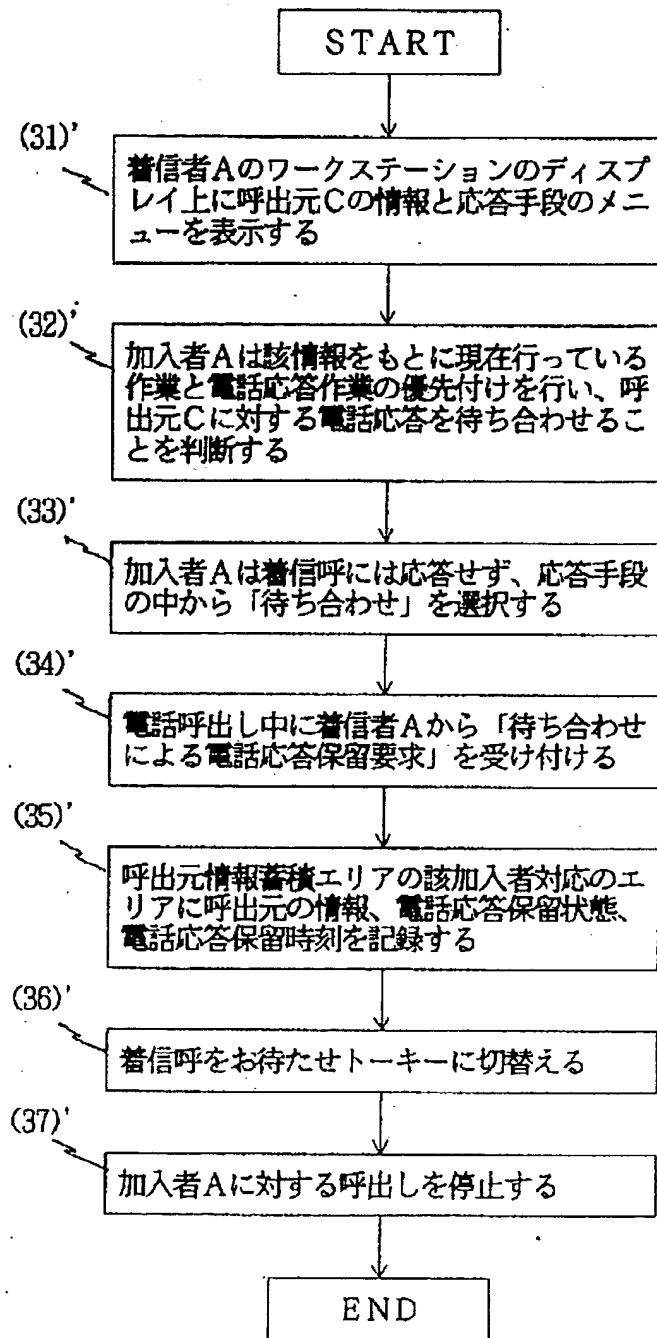 START
(31)'
着信者Aのワークステーションのディスプ
レイ上に呼出元Cの情報と応答手段のメニ
ューを表示する
(32)'
加入者Aは該情報をもとに現在行っている
作業と電話応答作業の優先付けを行い、呼
出元Cに対する電話応答を待ち合わせるこ
とを判断する
(33)'
加入者Aは着信呼には応答せず、応答手段
の中から「待ち合わせ」を選択する
(34)'
電話呼出し中に着信者Aから「待ち合わせ
による電話応答保留要求」を受け付ける
(35)'
呼出元情報蓄積エリアの該加入者対応のエ
リアに呼出元の情報、電話応答保留状態、
電話応答保留時刻を記録する
(36)'
着信呼をお待たせトーキーに切替える
(37)'
加入者Aに対する呼出しを停止する
END